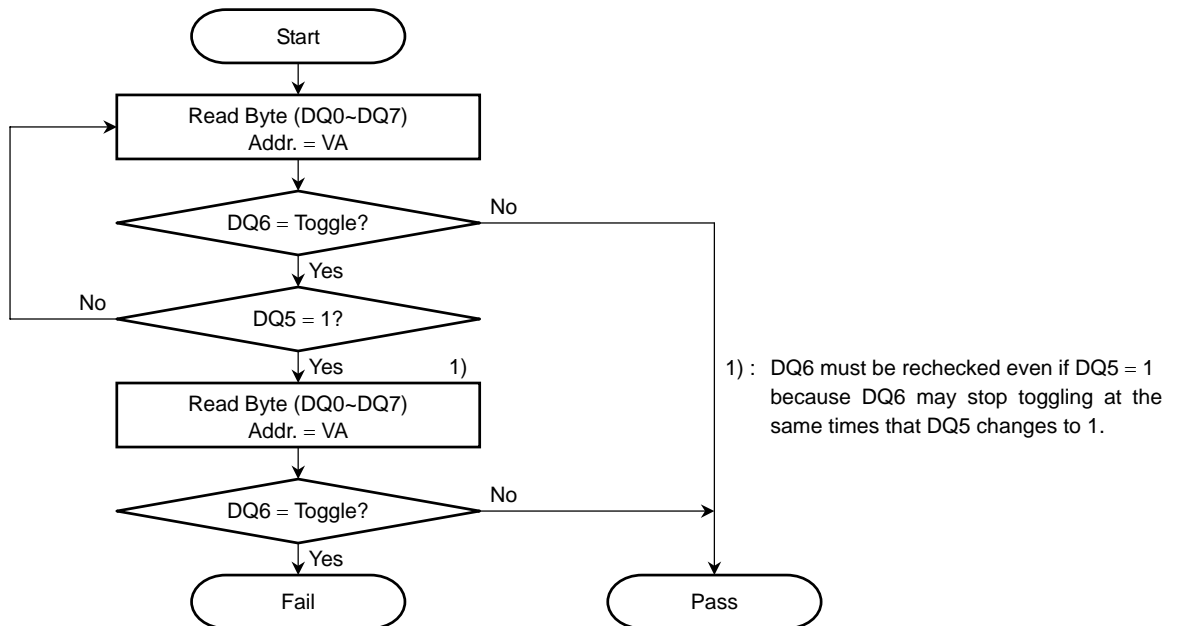 Start
Read Byte (DQ0~DQ7)
Addr. = VA
DQ6 = Toggle?
No
Yes
No
DQ5 = 1?
Yes
1)
Read Byte (DQ0~DQ7)
Addr. = VA
1) : DQ6 must be rechecked even if DQ5 = 1
because DQ6 may stop toggling at the
same times that DQ5 changes to 1.
DQ6 = Toggle?
No
Yes
Fail
Pass